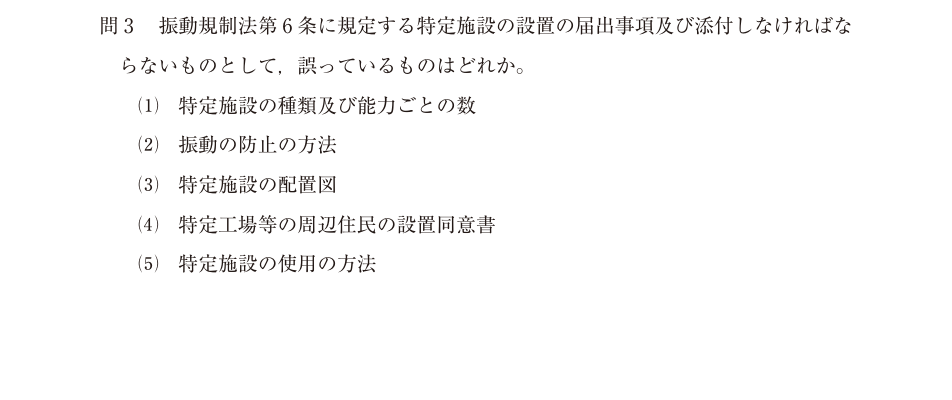 問3　振動規制法第6条に規定する特定施設の設置の届出事項及び添付しなければな
らないものとして，誤っているものはどれか。
(1)　特定施設の種類及び能力ごとの数
(2)　振動の防止の方法
(3)　特定施設の配置図
(4)　特定工場等の周辺住民の設置同意書
(5)　特定施設の使用の方法